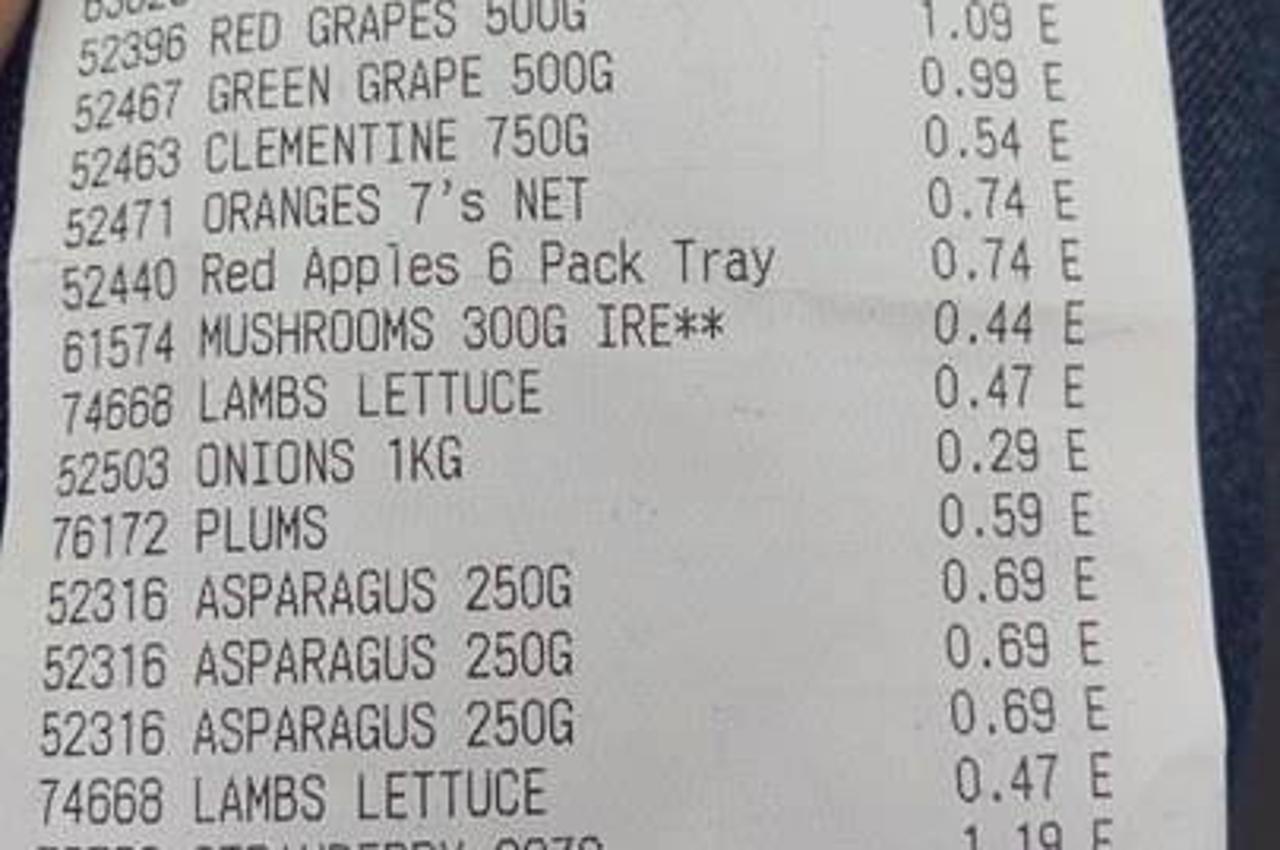 52396 RED GRAPES 500G 1.09 E
52467 GREEN GRAPE 500G 0.99 E
52463 CLEMENTINE 750G 0.54 E
52471 ORANGES 7's NET 0.74 E
52440 Red Apples 6 Pack Tray 0.74 E
61574 MUSHROOMS 300G IRE** 0.44 E
74668 LAMBS LETTUCE 0.47 E
52503 ONIONS 1KG 0.29 E
76172 PLUMS 0.59 E
52316 ASPARAGUS 250G 0.69 E
52316 ASPARAGUS 250G 0.69 E
52316 ASPARAGUS 250G 0.69 E
74668 LAMBS LETTUCE 0.47 E
STRAWBERRY 1.19 E